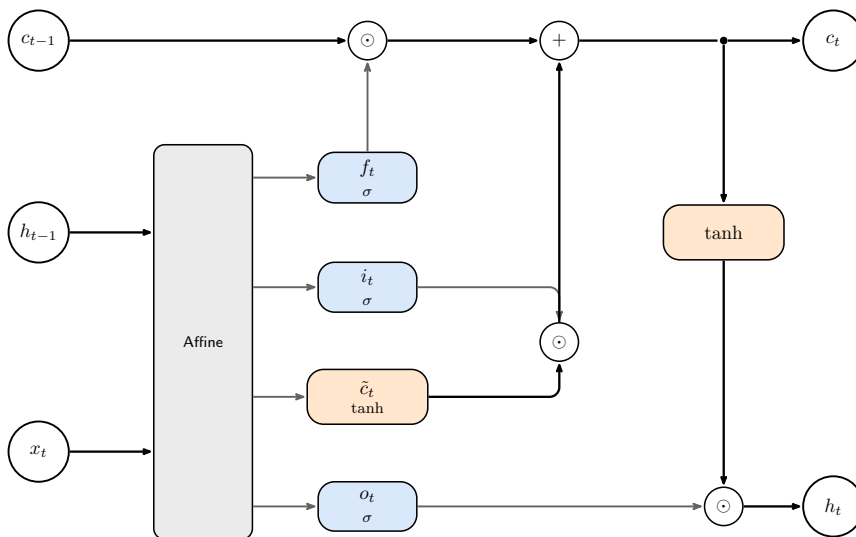 c_{t−1}
⊙
+
c_t
f_t
σ
h_{t−1}
tanh
i_t
σ
Affine
⊙
c̃_t
tanh
x_t
o_t
σ
⊙
h_t